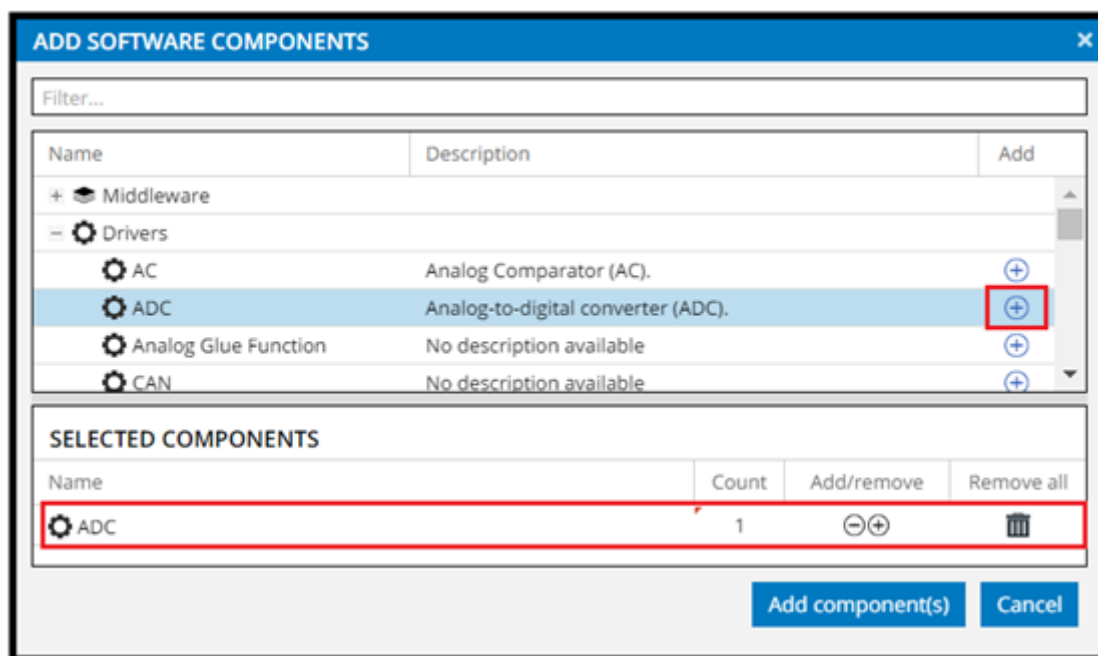 ADD SOFTWARE COMPONENTS
Filter...
Name Description Add
Middleware
Drivers
AC Analog Comparator (AC).
ADC Analog-to-digital converter (ADC).
Analog Glue Function No description available
CAN No description available
SELECTED COMPONENTS
Name Count Add/remove Remove all
ADC 1
Add component(s) Cancel